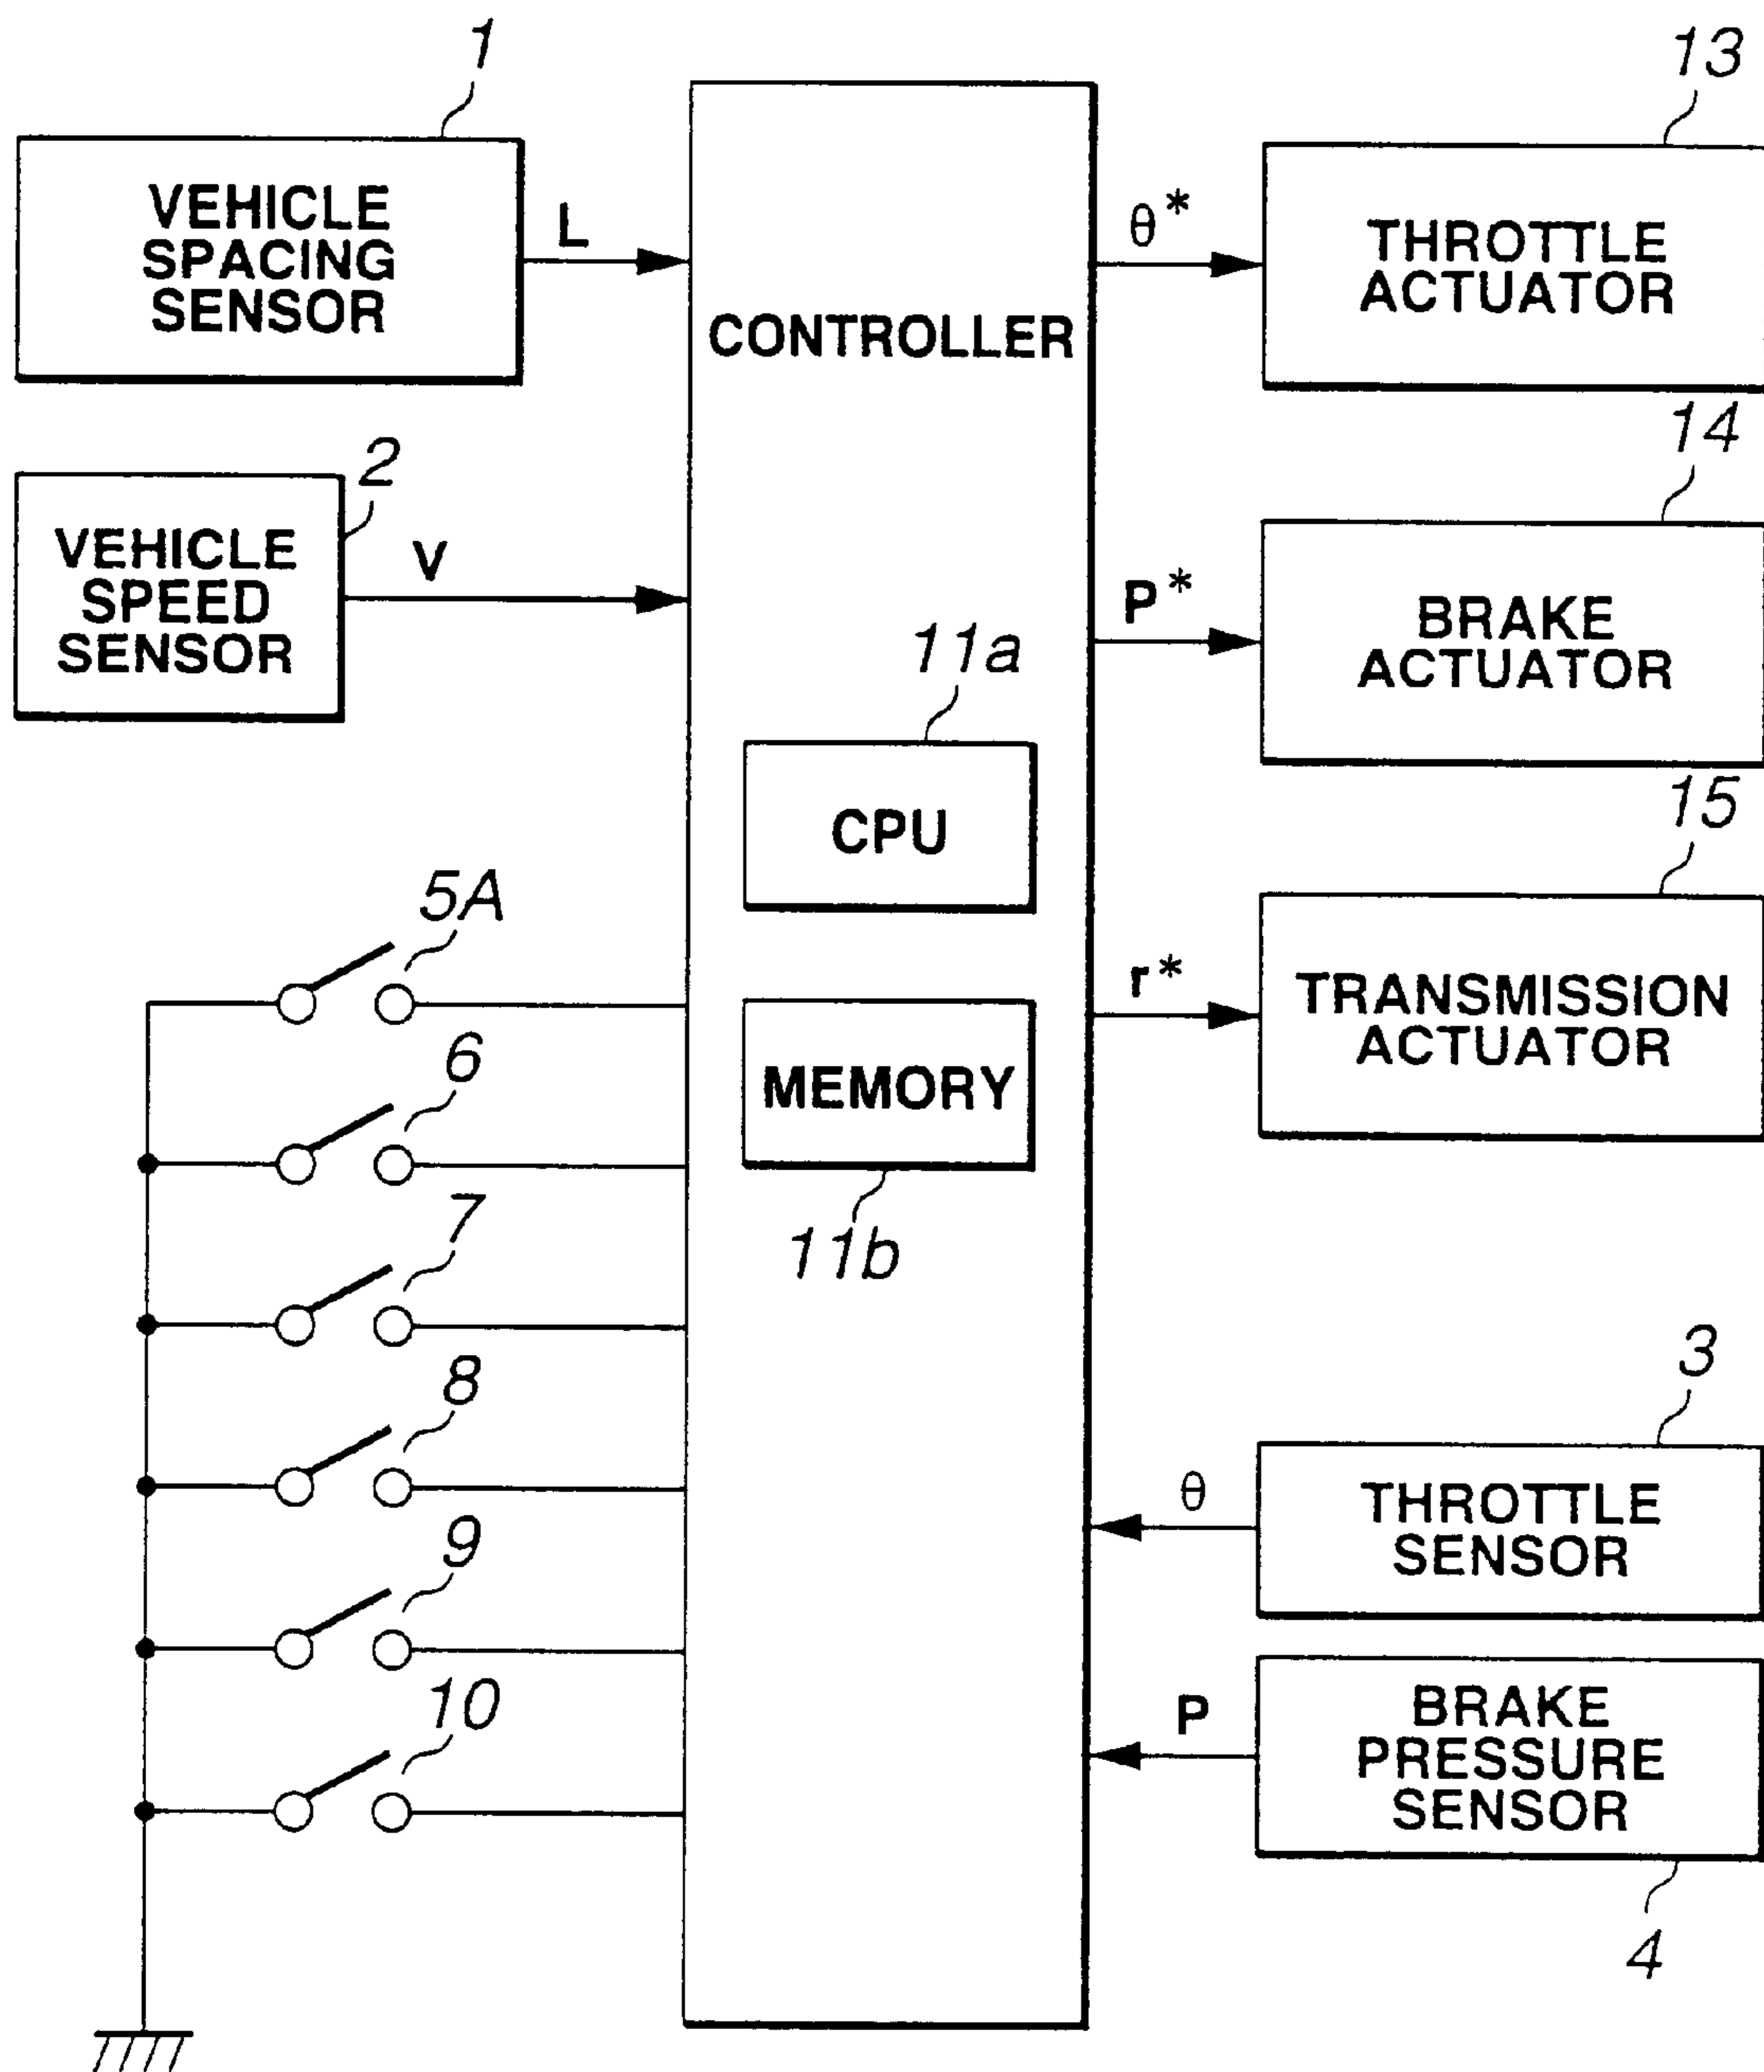 1
VEHICLE
SPACING
SENSOR
L
2
VEHICLE
SPEED
SENSOR
V
CONTROLLER
11a
CPU
MEMORY
11b
5A
6
7
8
9
10
13
θ*
THROTTLE
ACTUATOR
14
P*
BRAKE
ACTUATOR
15
r*
TRANSMISSION
ACTUATOR
3
θ
THROTTLE
SENSOR
P
BRAKE
PRESSURE
SENSOR
4